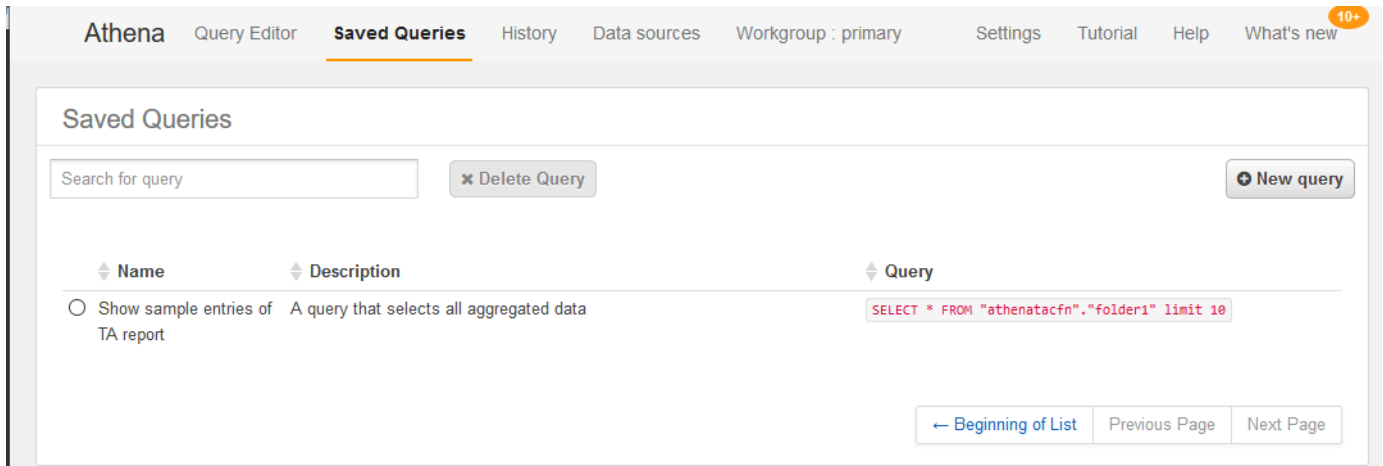 Athena Query Editor Saved Queries History Data sources Workgroup : primary Settings Tutorial Help What's new 10+
Saved Queries
Search for query Delete Query New query
Name Description Query
Show sample entries of A query that selects all aggregated data SELECT * FROM "athenatacfn"."folder1" limit 10
TA report
← Beginning of List Previous Page Next Page